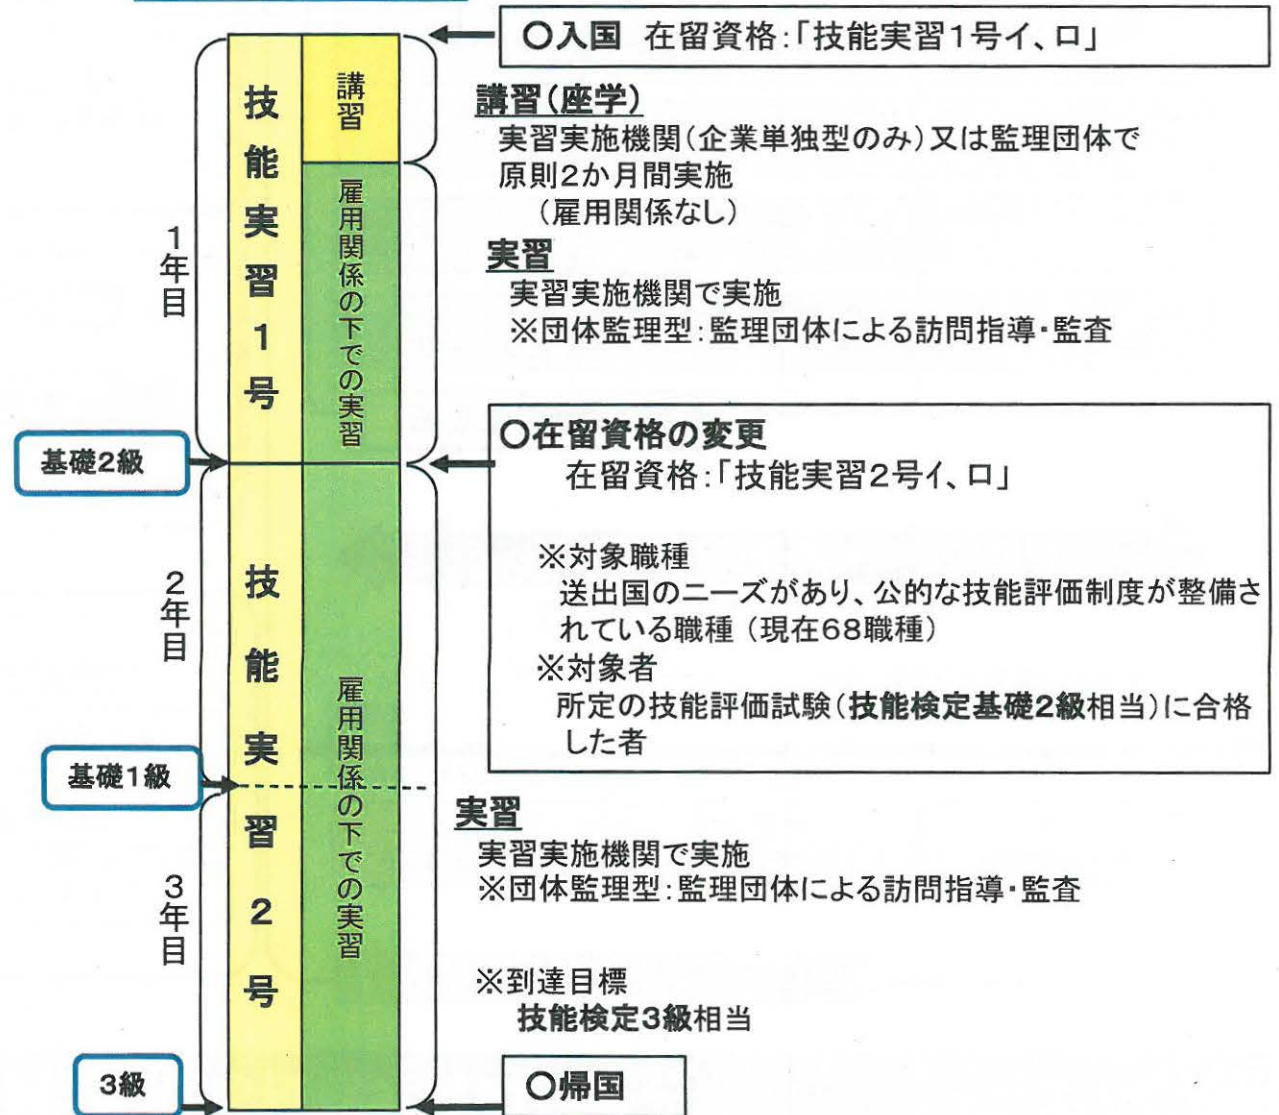 ○入国 在留資格：「技能実習1号イ、ロ」
講習(座学)
実習実施機関(企業単独型のみ)又は監理団体で
原則2か月間実施
(雇用関係なし)
実習
実習実施機関で実施
※団体監理型：監理団体による訪問指導・監査
1年目
技能実習1号
講習
雇用関係の下での実習
基礎2級
○在留資格の変更
在留資格：「技能実習2号イ、ロ」
※対象職種
送出国のニーズがあり、公的な技能評価制度が整備さ
れている職種 (現在68職種)
※対象者
所定の技能評価試験(技能検定基礎2級相当)に合格
した者
2年目
技能実習2号
雇用関係の下での実習
基礎1級
3年目
実習
実習実施機関で実施
※団体監理型：監理団体による訪問指導・監査
※到達目標
技能検定3級相当
3級
○帰国